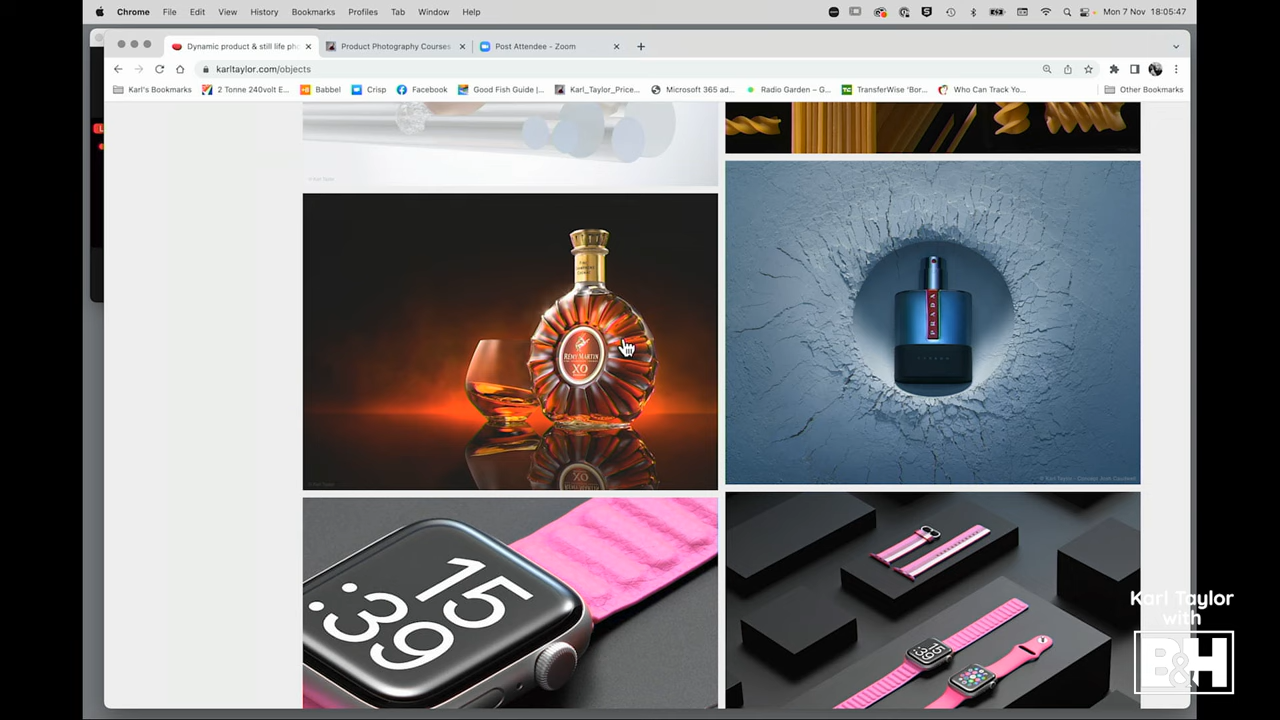 Chrome File Edit View History Bookmarks Profiles Tab Window Help Mon 7 Nov 18:05:47
Dynamic product & still life ph Product Photography Courses Post Attendee - Zoom
karltaylor.com/objects
Karl's Bookmarks 2 Tonne 240volt E... Babbel Crisp Facebook Good Fish Guide |... Karl_Taylor_Price... Microsoft 365 ad... Radio Garden – G... TransferWise 'Bor... Who Can Track Yo... Other Bookmarks
REMY MARTIN
XO
XO
PRADA
15
:39
Karl Taylor
with
B&H